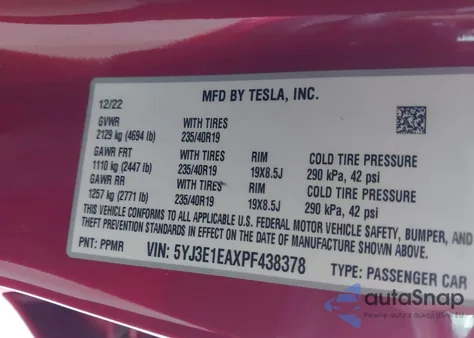 MFD BY TESLA, INC.
12/22
GVWR WITH TIRES
2129 kg (4694 lb) 235/40R19
GAWR FRT WITH TIRES RIM COLD TIRE PRESSURE
1110 kg (2447 lb) 235/40R19 19X8.5J 290 kPa, 42 psi
GAWR RR WITH TIRES RIM COLD TIRE PRESSURE
1257 kg (2771 lb) 235/40R19 19X8.5J 290 kPa, 42 psi
THIS VEHICLE CONFORMS TO ALL APPLICABLE U.S. FEDERAL MOTOR VEHICLE SAFETY, BUMPER, AND
THEFT PREVENTION STANDARDS IN EFFECT ON THE DATE OF MANUFACTURE SHOWN ABOVE.
PNT: PPMR VIN: 5YJ3E1EAXPF438378 TYPE: PASSENGER CAR
autoSnap
Pewne auto z aukcji w EU